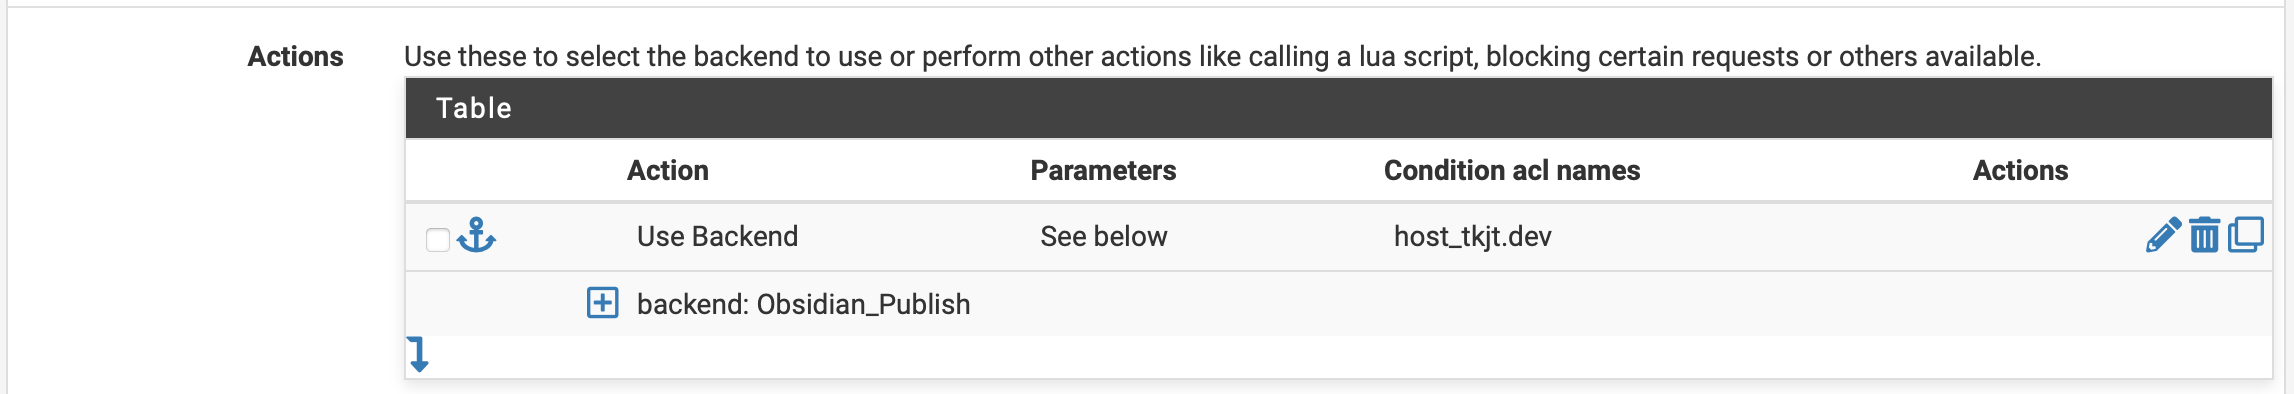 Actions Use these to select the backend to use or perform other actions like calling a lua script, blocking certain requests or others available.
Table
Action Parameters Condition acl names Actions
Use Backend See below host_tkjt.dev
backend: Obsidian_Publish